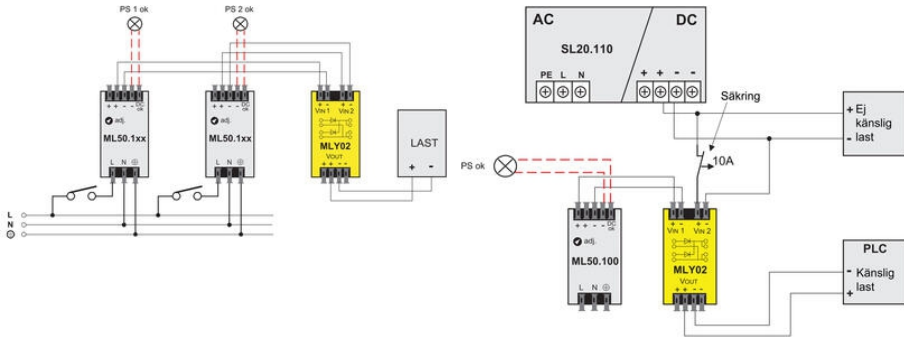 PS 1 ok
PS 2 ok
+ + - - DC ok
adj.
ML50.1xx
L N
+ + - - DC ok
adj.
ML50.1xx
L N
+ - + -
VIN 1 VIN 2
MLY02
VOUT
+ + - -
LAST
+ -
L
N
AC
DC
SL20.110
PE L N
+ + - -
Säkring
10A
+ Ej
känslig
- last
PS ok
+ + - - DC ok
adj.
ML50.100
L N
+ - + -
VIN 1 VIN 2
MLY02
VOUT
+ + - -
PLC
- Känslig
+ last